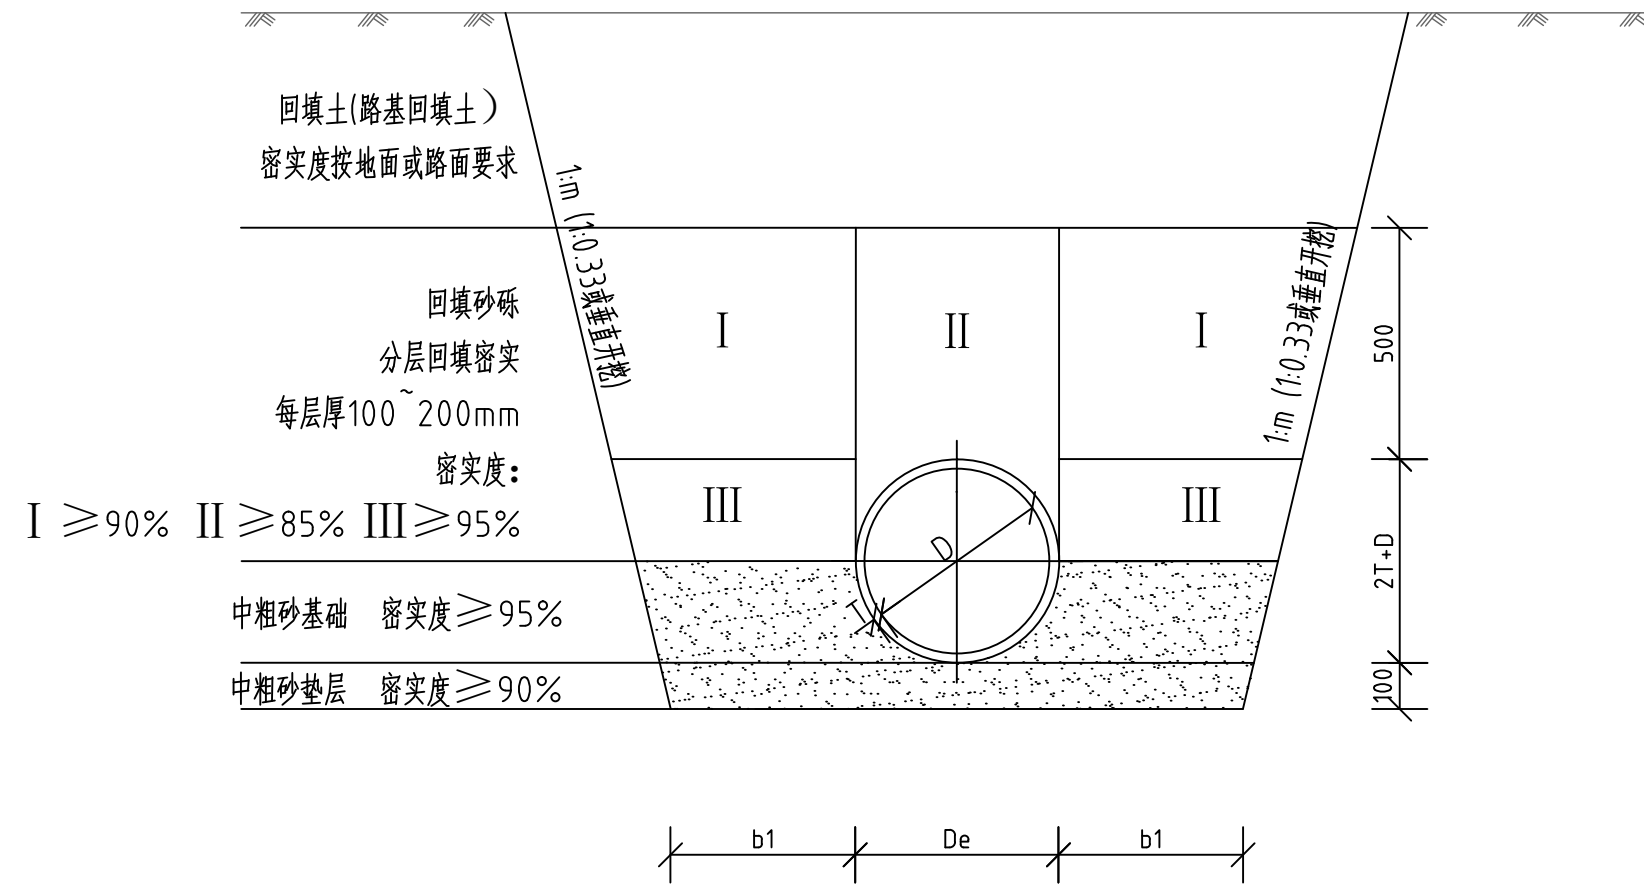 回填土(路基回填土）
密实度按地面或路面要求
1:m (1:0.33或垂直开挖)
1:m (1:0.33或垂直开挖)
回填砂砾
分层回填密实
每层厚100~200mm
密实度：
Ⅰ ≥90% Ⅱ ≥85% Ⅲ ≥95%
Ⅰ Ⅱ Ⅰ
500
Ⅲ Ⅲ
D
T
2T+D
中粗砂基础 密实度≥95%
中粗砂垫层 密实度≥90%
100
b1 De b1